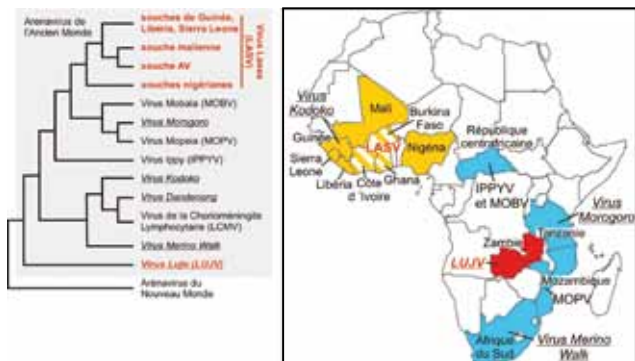 Arenavirus de
l'Ancien Monde
souches de Guinée,
Libéria, Sierra Leone
souche malienne
souche AV
souches nigérianes
Virus Lassa
(LASV)
Virus Mobala (MOBV)
Virus Morogoro
Virus Mopeia (MOPV)
Virus Ippy (IPPYV)
Virus Kodoko
Virus Dandenong
Virus de la Chorioméningite
Lymphocytaire (LCMV)
Virus Merino Walk
Virus Lujo (LUJV)
Arénavirus du
Nouveau Monde
Virus
Kodoko
Mali
Burkina
Faso
Guinée
LASV
Nigéria
Sierra
Leone
Libéria
Côte
d 'Ivoire
Ghana
République
centrafricaine
IPPYV
et MOBV
Virus
Morogoro
Tanzanie
Zambie
LUJV
Mozambique
MOPV
Afrique
du Sud
Virus Merino
Walk